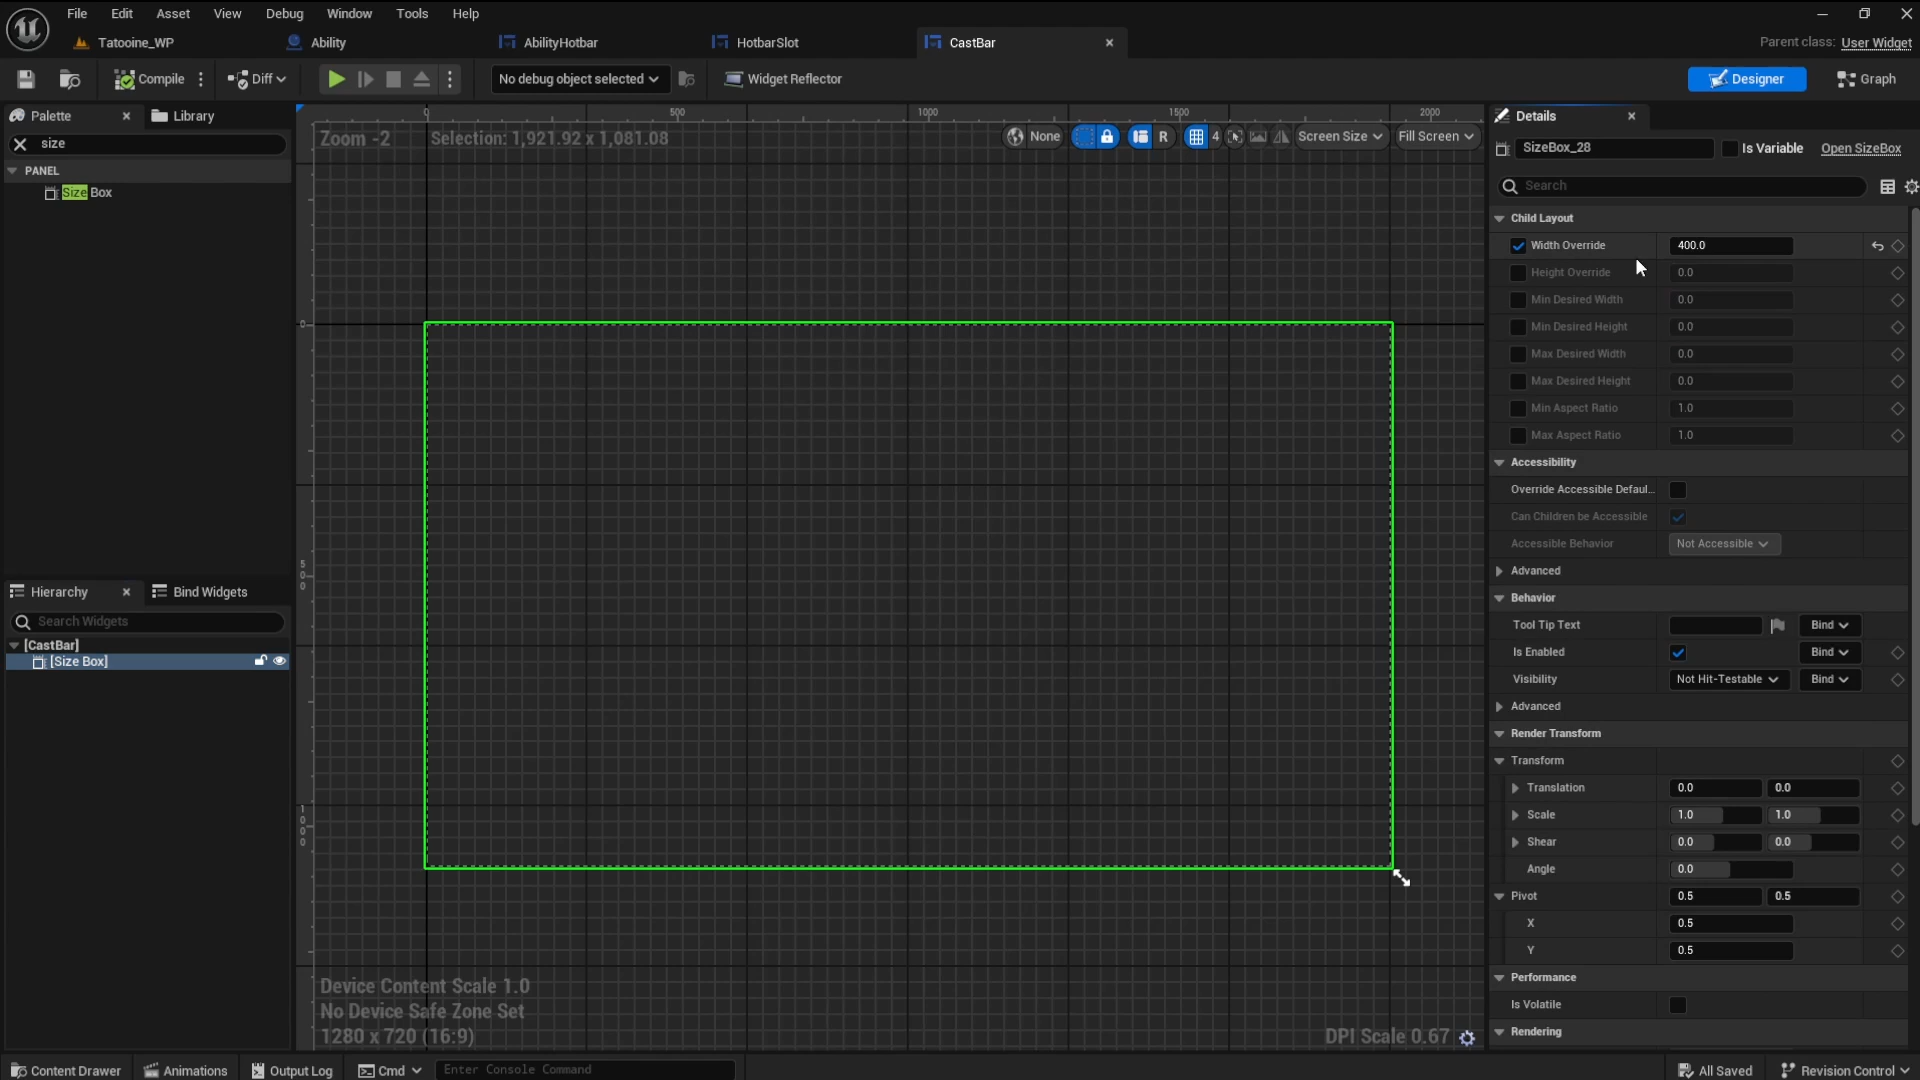 File Edit Asset View Debug Window Tools Help
Tatooine_WP Ability AbilityHotbar HotbarSlot CastBar Parent class: User Widget
Compile Diff No debug object selected Widget Reflector Designer Graph
Palette Library
size
PANEL
Size Box
Hierarchy Bind Widgets
Search Widgets
[CastBar]
[Size Box]
0 500 1000 1500 2000
Zoom -2 Selection: 1,921.92 x 1,081.08 None R 4 Screen Size Fill Screen
0
500
1000
Device Content Scale 1.0
No Device Safe Zone Set
1280 x 720 (16:9) DPI Scale 0.67
Details
SizeBox_28 Is Variable Open SizeBox
Search
Child Layout
Width Override 400.0
Height Override 0.0
Min Desired Width 0.0
Min Desired Height 0.0
Max Desired Width 0.0
Max Desired Height 0.0
Min Aspect Ratio 1.0
Max Aspect Ratio 1.0
Accessibility
Override Accessible Defaul...
Can Children be Accessible
Accessible Behavior Not Accessible
Advanced
Behavior
Tool Tip Text Bind
Is Enabled Bind
Visibility Not Hit-Testable Bind
Advanced
Render Transform
Transform
Translation 0.0 0.0
Scale 1.0 1.0
Shear 0.0 0.0
Angle 0.0
Pivot 0.5 0.5
X 0.5
Y 0.5
Performance
Is Volatile
Rendering
Content Drawer Animations Output Log Cmd Enter Console Command All Saved Revision Control